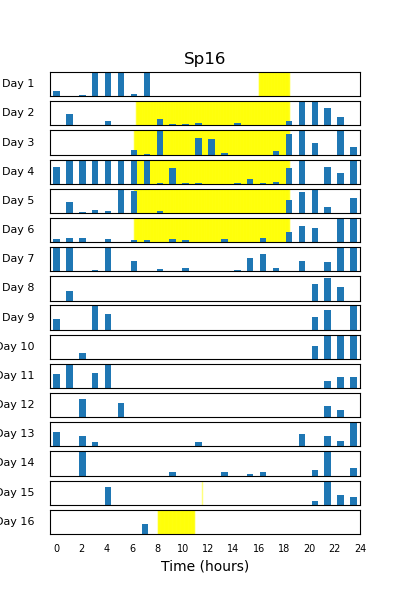 Sp16
Day 1
Day 2
Day 3
Day 4
Day 5
Day 6
Day 7
Day 8
Day 9
Day 10
Day 11
Day 12
Day 13
Day 14
Day 15
Day 16
0 2 4 6 8 10 12 14 16 18 20 22 24
Time (hours)